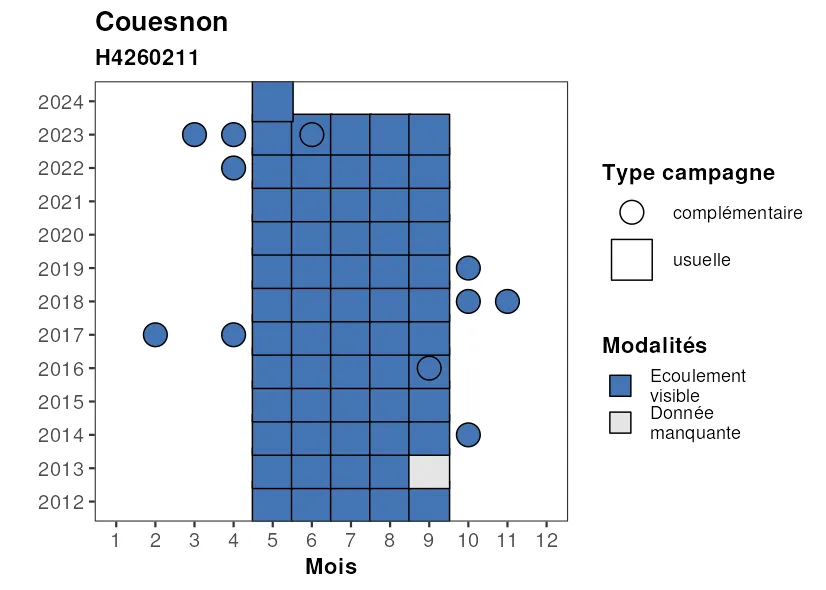 Couesnon
H4260211
2024
2023
2022
2021
2020
2019
2018
2017
2016
2015
2014
2013
2012
1 2 3 4 5 6 7 8 9 10 11 12
Mois
Type campagne
complémentaire
usuelle
Modalités
Ecoulement
visible
Donnée
manquante